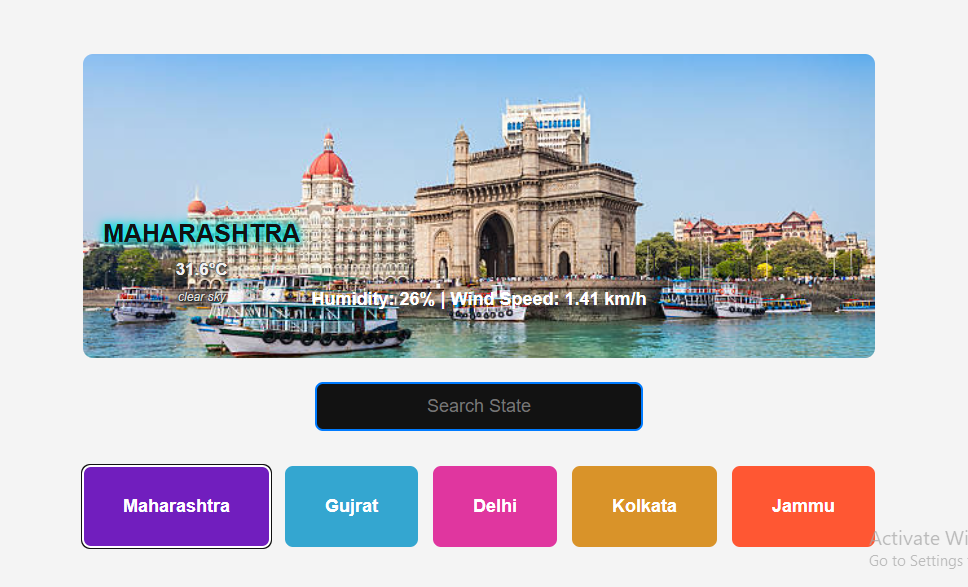 MAHARASHTRA
31.6°C
clear sky
Humidity: 26% | Wind Speed: 1.41 km/h
Search State
Maharashtra
Gujrat
Delhi
Kolkata
Jammu
Activate Wi
Go to Settings